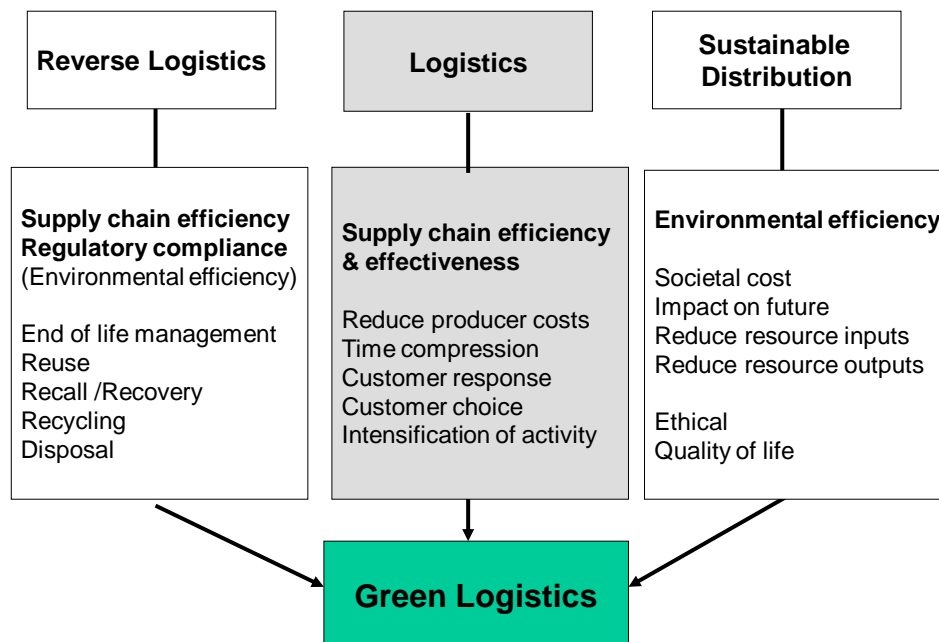 Reverse Logistics
Logistics
Sustainable
Distribution
Supply chain efficiency
Regulatory compliance
(Environmental efficiency)
End of life management
Reuse
Recall /Recovery
Recycling
Disposal
Supply chain efficiency
& effectiveness
Reduce producer costs
Time compression
Customer response
Customer choice
Intensification of activity
Environmental efficiency
Societal cost
Impact on future
Reduce resource inputs
Reduce resource outputs
Ethical
Quality of life
Green Logistics